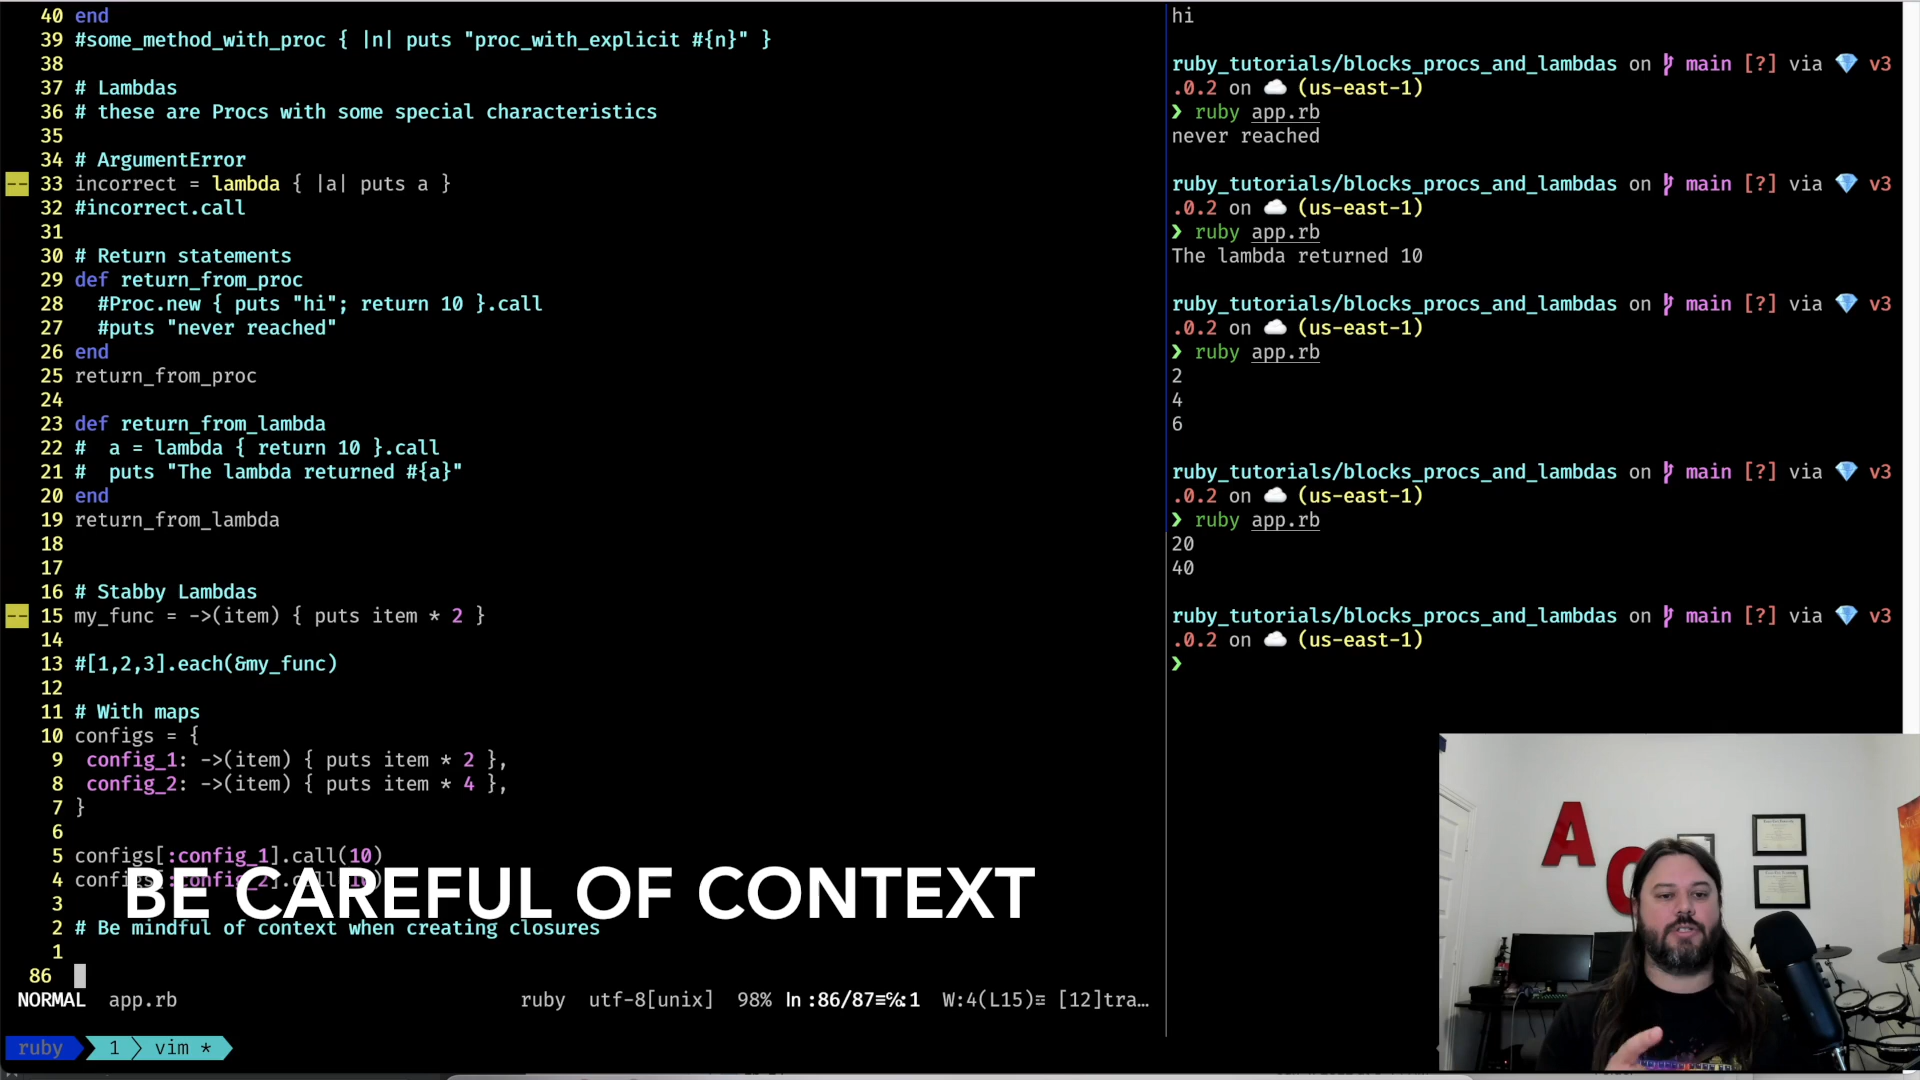 40 end
39 #some_method_with_proc { |n| puts "proc_with_explicit #{n}" }
38
37 # Lambdas
36 # these are Procs with some special characteristics
35
34 # ArgumentError
-- 33 incorrect = lambda { |a| puts a }
32 #incorrect.call
31
30 # Return statements
29 def return_from_proc
28 #Proc.new { puts "hi"; return 10 }.call
27 #puts "never reached"
26 end
25 return_from_proc
24
23 def return_from_lambda
22 #  a = lambda { return 10 }.call
21 #  puts "The lambda returned #{a}"
20 end
19 return_from_lambda
18
17
16 # Stabby Lambdas
-- 15 my_func = ->(item) { puts item * 2 }
14
13 #[1,2,3].each(&my_func)
12
11 # With maps
10 configs = {
9 config_1: ->(item) { puts item * 2 },
8 config_2: ->(item) { puts item * 4 },
7 }
6
5 configs[:config_1].call(10)
4 configs[:config_2].call(10)
3
BE CAREFUL OF CONTEXT
2 # Be mindful of context when creating closures
1
86
NORMAL app.rb ruby utf-8[unix] 98% ln:86/87≡℅:1 W:4(L15)≡ [12]tra…
ruby 1 vim *
hi
ruby_tutorials/blocks_procs_and_lambdas on main [?] via 💎 v3
.0.2 on ☁️ (us-east-1)
❯ ruby app.rb
never reached
ruby_tutorials/blocks_procs_and_lambdas on main [?] via 💎 v3
.0.2 on ☁️ (us-east-1)
❯ ruby app.rb
The lambda returned 10
ruby_tutorials/blocks_procs_and_lambdas on main [?] via 💎 v3
.0.2 on ☁️ (us-east-1)
❯ ruby app.rb
2
4
6
ruby_tutorials/blocks_procs_and_lambdas on main [?] via 💎 v3
.0.2 on ☁️ (us-east-1)
❯ ruby app.rb
20
40
ruby_tutorials/blocks_procs_and_lambdas on main [?] via 💎 v3
.0.2 on ☁️ (us-east-1)
❯
A